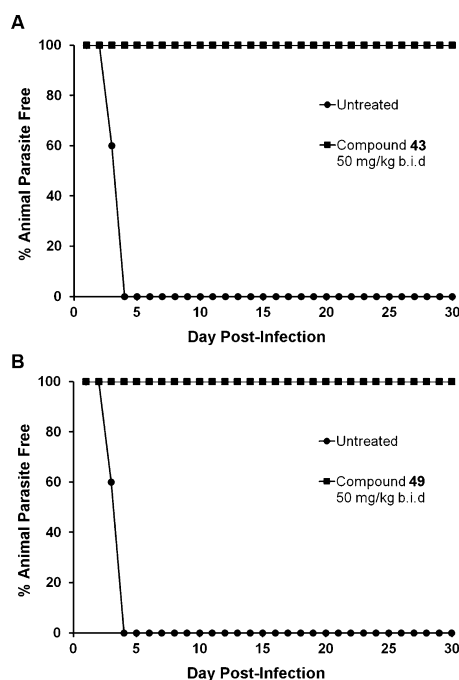 A
100
80
60
40
20
0
% Animal Parasite Free
Untreated
Compound 43
50 mg/kg b.i.d
0 5 10 15 20 25 30
Day Post-Infection
B
100
80
60
40
20
0
% Animal Parasite Free
Untreated
Compound 49
50 mg/kg b.i.d
0 5 10 15 20 25 30
Day Post-Infection